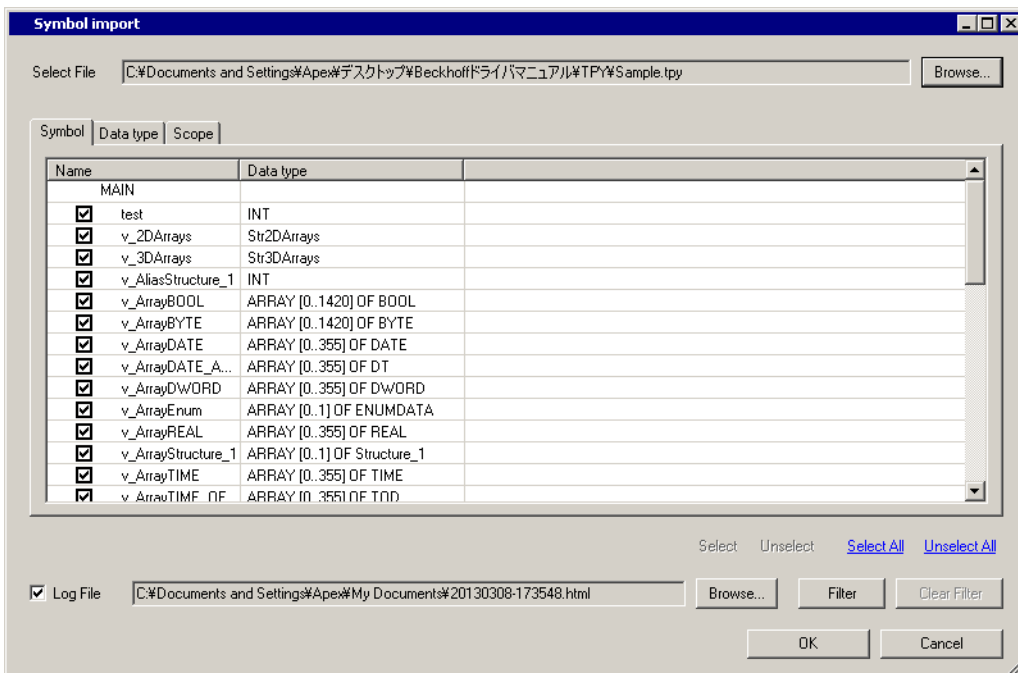 Symbol import
Select File C:¥Documents and Settings¥Apex¥デスクトップ¥Beckhoffドライバマニュアル¥TPY¥Sample.tpy Browse...
Symbol Data type Scope
Name Data type
MAIN
test INT
v_2DArrays Str2DArrays
v_3DArrays Str3DArrays
v_AliasStructure_1 INT
v_ArrayBOOL ARRAY [0..1420] OF BOOL
v_ArrayBYTE ARRAY [0..1420] OF BYTE
v_ArrayDATE ARRAY [0..355] OF DATE
v_ArrayDATE_A... ARRAY [0..355] OF DT
v_ArrayDWORD ARRAY [0..355] OF DWORD
v_ArrayEnum ARRAY [0..1] OF ENUMDATA
v_ArrayREAL ARRAY [0..355] OF REAL
v_ArrayStructure_1 ARRAY [0..1] OF Structure_1
v_ArrayTIME ARRAY [0..355] OF TIME
v_ArrayTIME_OF ARRAY [0..355] OF TOD
Select Unselect Select All Unselect All
Log File C:¥Documents and Settings¥Apex¥My Documents¥20130308-173548.html Browse... Filter Clear Filter
OK Cancel